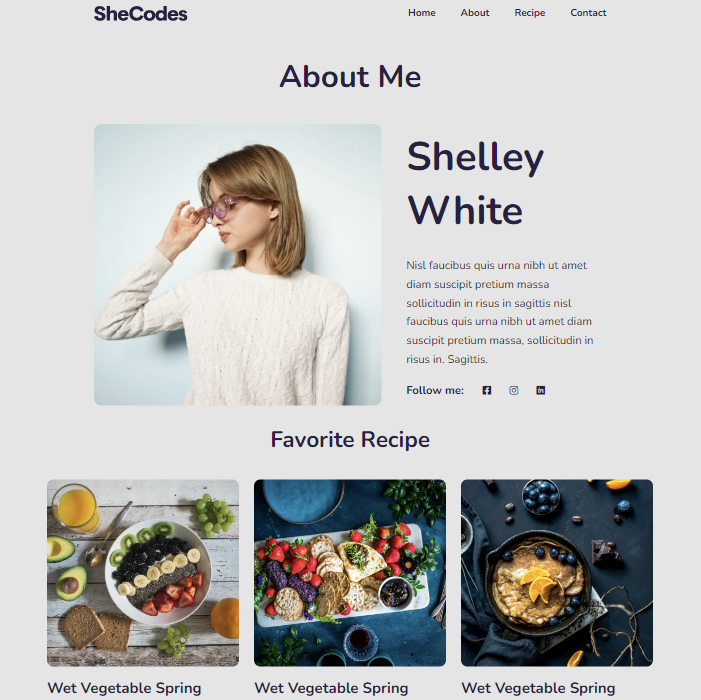 SheCodes
Home About Recipe Contact
About Me
Shelley
White
Nisl faucibus quis urna nibh ut amet
diam suscipit pretium massa
sollicitudin in risus in sagittis nisl
faucibus quis urna nibh ut amet diam
suscipit pretium massa, sollicitudin in
risus in. Sagittis.
Follow me:
Favorite Recipe
Wet Vegetable Spring
Wet Vegetable Spring
Wet Vegetable Spring